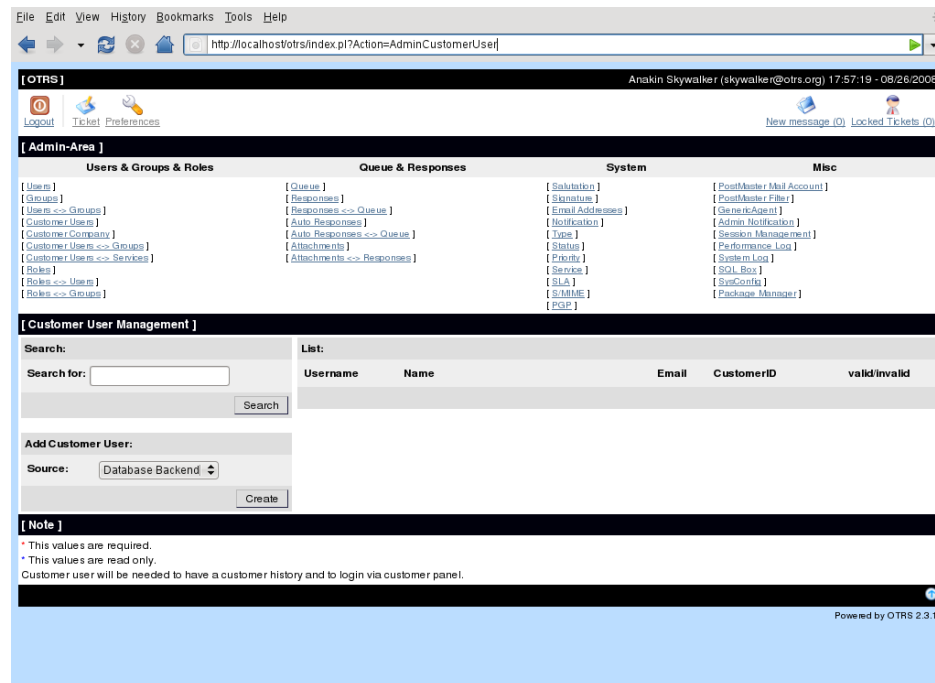 File Edit View History Bookmarks Tools Help
http://localhost/otrs/index.pl?Action=AdminCustomerUser
[ OTRS ] Anakin Skywalker (skywalker@otrs.org) 17:57:19 - 08/26/2008
Logout Ticket Preferences New message (0) Locked Tickets (0)
[ Admin-Area ]
Users & Groups & Roles Queue & Responses System Misc
[ Users ] [ Queue ] [ Salutation ] [ PostMaster Mail Account ]
[ Groups ] [ Responses ] [ Signature ] [ PostMaster Filter ]
[ Users <-> Groups ] [ Responses <-> Queue ] [ Email Addresses ] [ GenericAgent ]
[ Customer Users ] [ Auto Responses ] [ Notification ] [ Admin Notification ]
[ Customer Company ] [ Auto Responses <-> Queue ] [ Type ] [ Session Management ]
[ Customer Users <-> Groups ] [ Attachments ] [ Status ] [ Performance Log ]
[ Customer Users <-> Services ] [ Attachments <-> Responses ] [ Priority ] [ System Log ]
[ Roles ] [ Service ] [ SQL Box ]
[ Roles <-> Users ] [ SLA ] [ SysConfig ]
[ Roles <-> Groups ] [ S/MIME ] [ Package Manager ]
[ PGP ]
[ Customer User Management ]
Search: List:
Search for: Username Name Email CustomerID valid/invalid
Search
Add Customer User:
Source: Database Backend
Create
[ Note ]
* This values are required.
* This values are read only.
Customer user will be needed to have a customer history and to login via customer panel.
Powered by OTRS 2.3.1